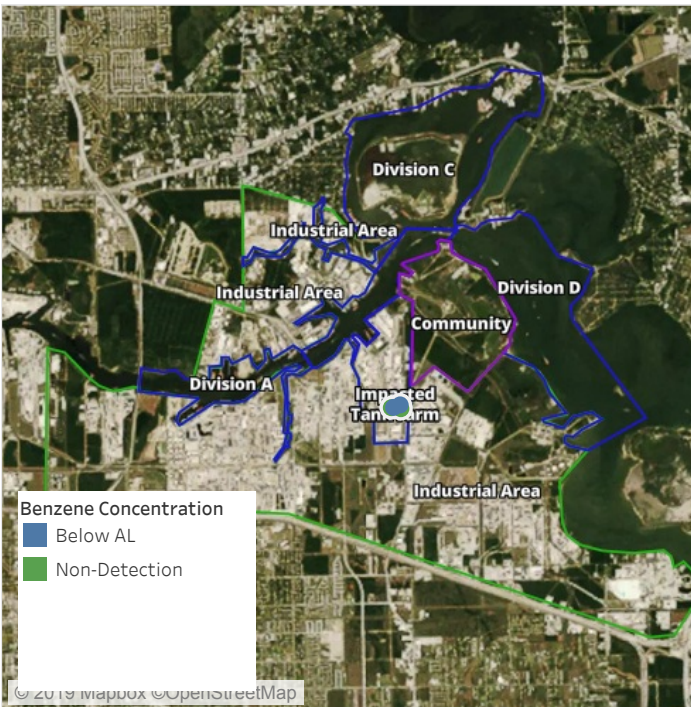 Division C
Industrial Area
Division D
Industrial Area
Community
Division A
Impacted
Tank Farm
Industrial Area
Benzene Concentration
Below AL
Non-Detection
© 2019 Mapbox ©OpenStreetMap